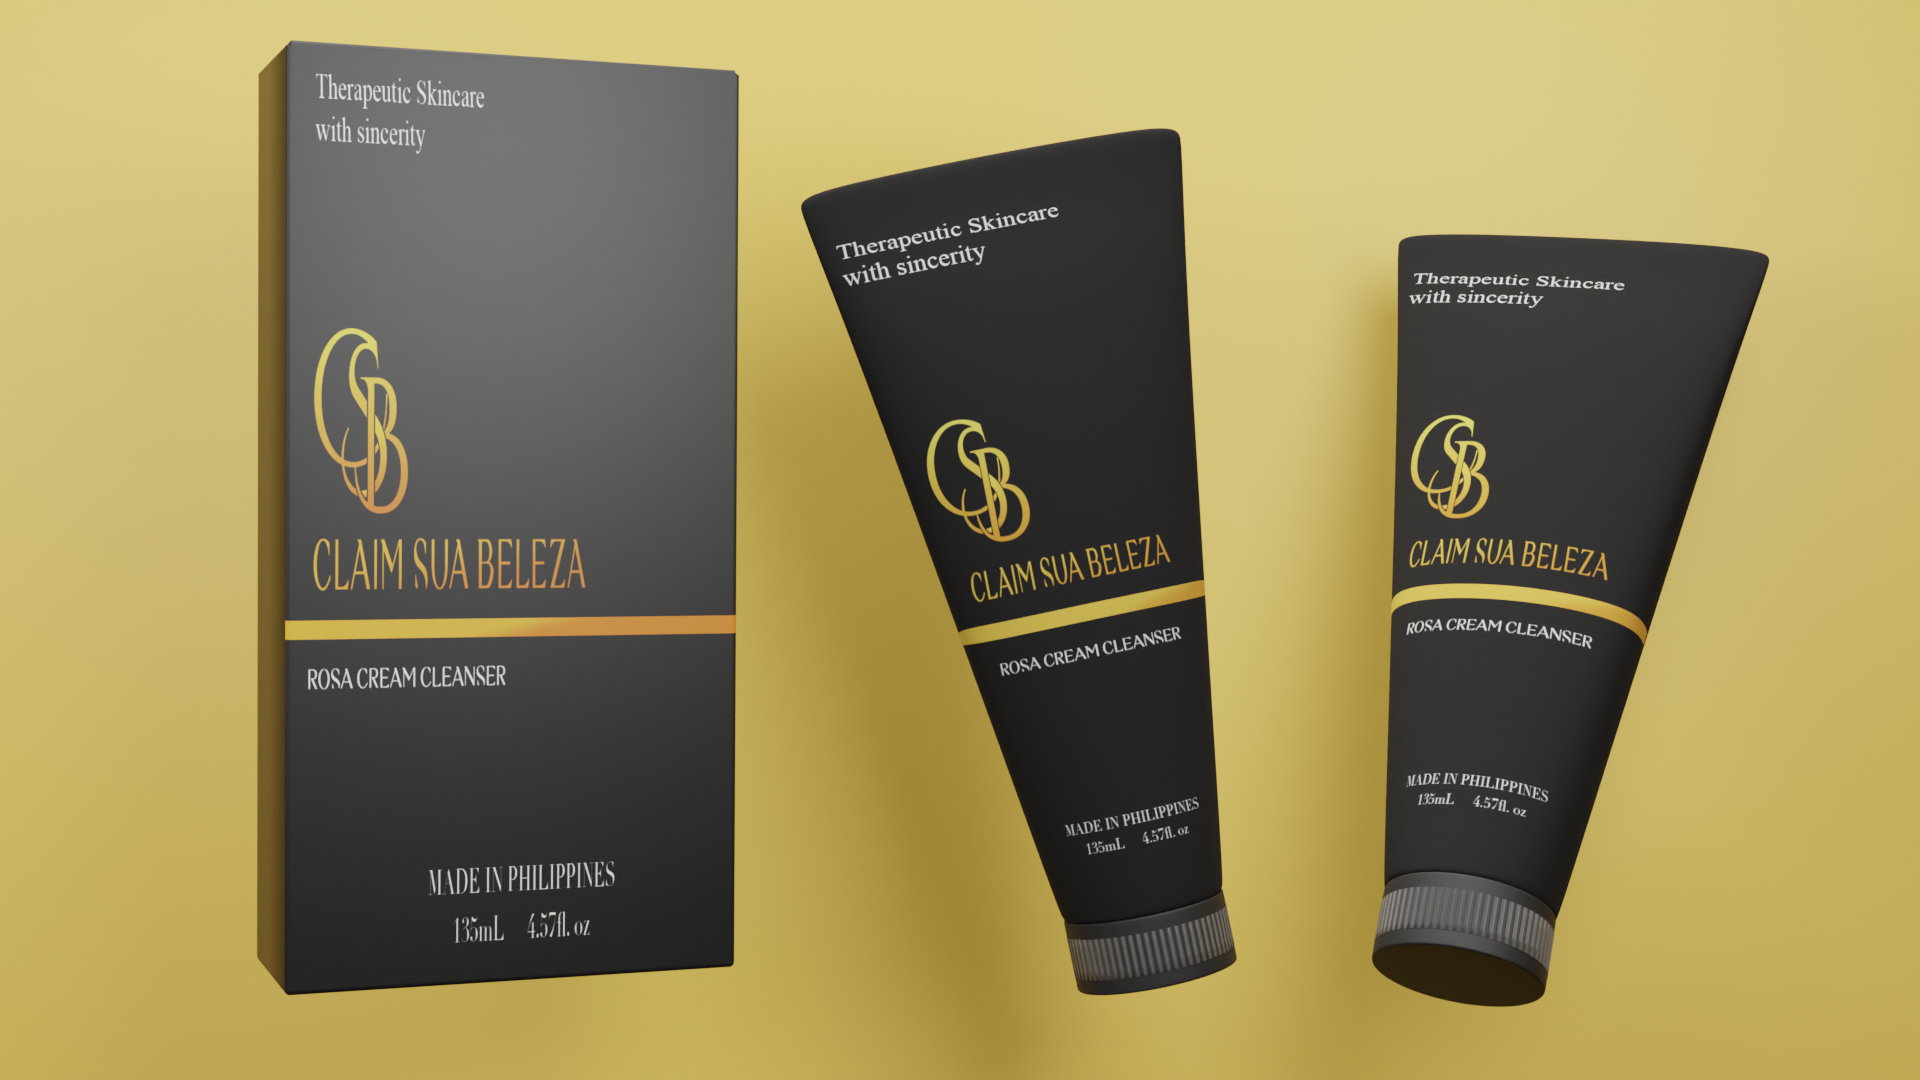 Therapeutic Skincare
with sincerity
CSB
CLAIM SUA BELEZA
ROSA CREAM CLEANSER
MADE IN PHILIPPINES
135mL 4.57fl. oz
Therapeutic Skincare
with sincerity
CSB
CLAIM SUA BELEZA
ROSA CREAM CLEANSER
MADE IN PHILIPPINES
135mL 4.57fl. oz
Therapeutic Skincare
with sincerity
CSB
CLAIM SUA BELEZA
ROSA CREAM CLEANSER
MADE IN PHILIPPINES
135mL 4.57fl. oz